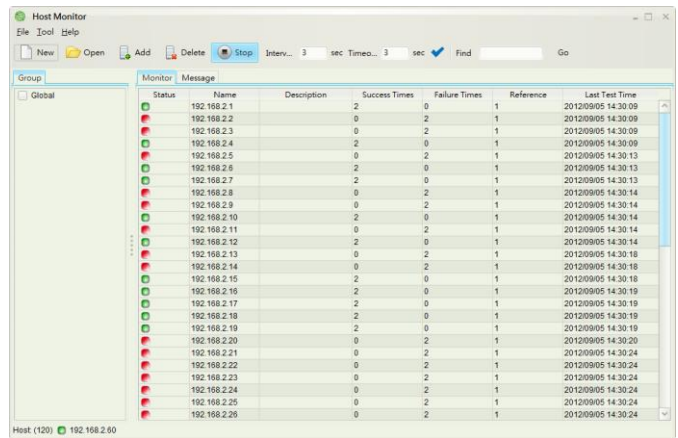 Host Monitor
File Tool Help
New Open Add Delete Stop Interv... 3 sec Timeo... 3 sec Find Go
Group Monitor Message
Global
Status Name Description Success Times Failure Times Reference Last Test Time
192.168.2.1 2 0 1 2012/09/05 14:30:09
192.168.2.2 0 2 1 2012/09/05 14:30:09
192.168.2.3 0 2 1 2012/09/05 14:30:09
192.168.2.4 2 0 1 2012/09/05 14:30:09
192.168.2.5 0 2 1 2012/09/05 14:30:13
192.168.2.6 2 0 1 2012/09/05 14:30:13
192.168.2.7 2 0 1 2012/09/05 14:30:13
192.168.2.8 0 2 1 2012/09/05 14:30:14
192.168.2.9 0 2 1 2012/09/05 14:30:14
192.168.2.10 2 0 1 2012/09/05 14:30:14
192.168.2.11 0 2 1 2012/09/05 14:30:14
192.168.2.12 2 0 1 2012/09/05 14:30:14
192.168.2.13 0 2 1 2012/09/05 14:30:18
192.168.2.14 0 2 1 2012/09/05 14:30:18
192.168.2.15 2 0 1 2012/09/05 14:30:18
192.168.2.16 2 0 1 2012/09/05 14:30:19
192.168.2.17 2 0 1 2012/09/05 14:30:19
192.168.2.18 2 0 1 2012/09/05 14:30:19
192.168.2.19 2 0 1 2012/09/05 14:30:19
192.168.2.20 0 2 1 2012/09/05 14:30:20
192.168.2.21 0 2 1 2012/09/05 14:30:24
192.168.2.22 0 2 1 2012/09/05 14:30:24
192.168.2.23 0 2 1 2012/09/05 14:30:24
192.168.2.24 0 2 1 2012/09/05 14:30:24
192.168.2.25 0 2 1 2012/09/05 14:30:24
192.168.2.26 0 2 1 2012/09/05 14:30:24
Host: (120) 192.168.2.60